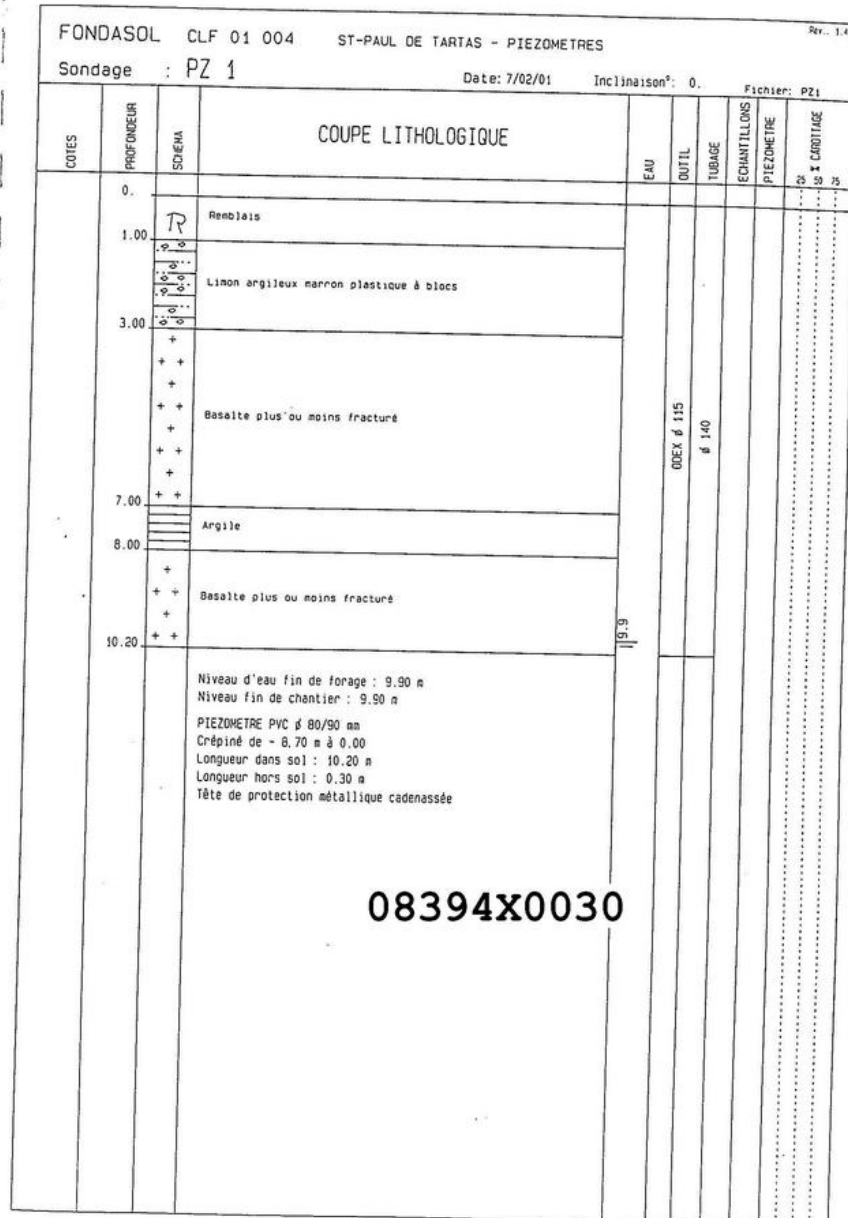 Rev.. 1.4
FONDASOL CLF 01 004 ST-PAUL DE TARTAS - PIEZOMETRES
Sondage : PZ 1 Date: 7/02/01 Inclinaison°: 0. Fichier: PZ1
COTES PROFONDEUR SCHEMA COUPE LITHOLOGIQUE EAU OUTIL TUBAGE ECHANTILLONS PIEZOMETRE % CAROTTAGE
25 50 75
0.
R Remblais
1.00
Limon argileux marron plastique à blocs
3.00
Basalte plus ou moins fracturé
ODEX ø 115
ø 140
7.00
Argile
8.00
Basalte plus ou moins fracturé
9.9
10.20
Niveau d'eau fin de forage : 9.90 m
Niveau fin de chantier : 9.90 m
PIEZOMETRE PVC ø 80/90 mm
Crépiné de - 8.70 m à 0.00
Longueur dans sol : 10.20 m
Longueur hors sol : 0.30 m
Tête de protection métallique cadenassée
08394X0030